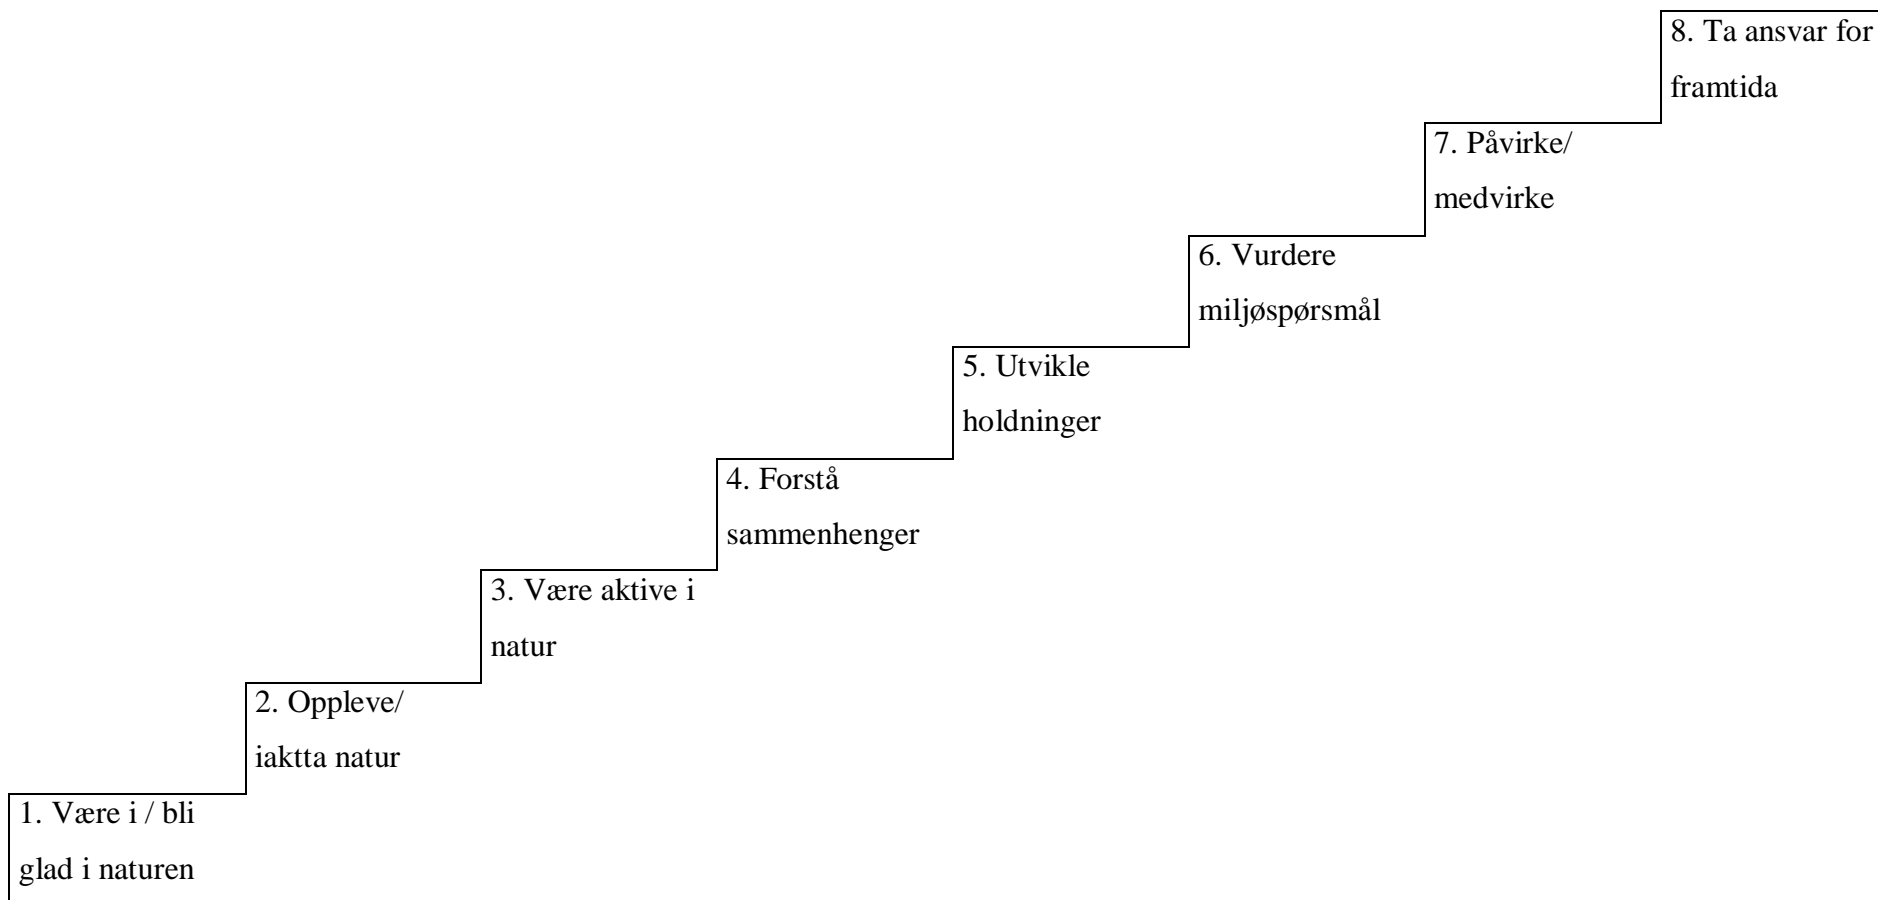 8. Ta ansvar for
framtida
7. Påvirke/
medvirke
6. Vurdere
miljøspørsmål
5. Utvikle
holdninger
4. Forstå
sammenhenger
3. Være aktive i
natur
2. Oppleve/
iaktta natur
1. Være i / bli
glad i naturen